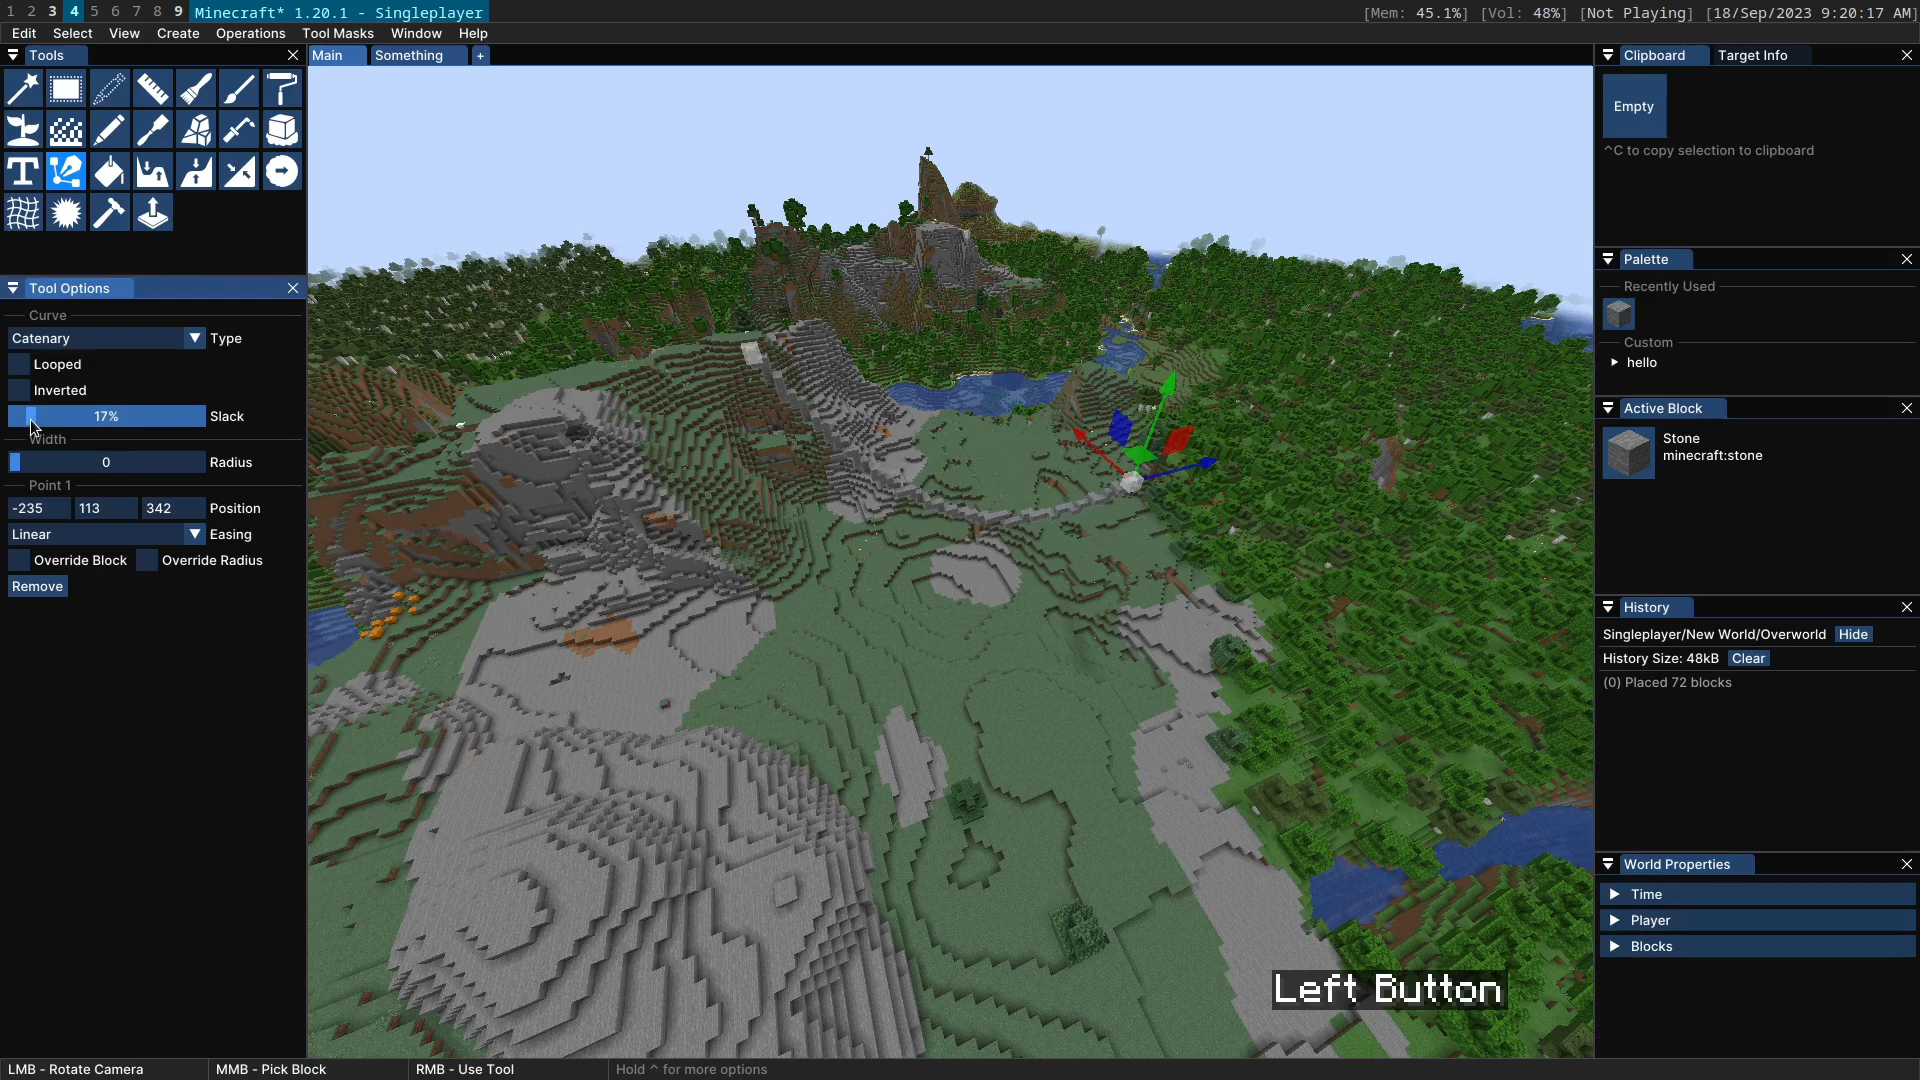 1 2 3 4 5 6 7 8 9 Minecraft* 1.20.1 - Singleplayer
[Mem: 45.1%] [Vol: 48%] [Not Playing] [18/Sep/2023 9:20:17 AM]
Edit Select View Create Operations Tool Masks Window Help
Tools
Main Something +
Clipboard Target Info
Empty
^C to copy selection to clipboard
Tool Options
Curve
Catenary Type
Looped
Inverted
17% Slack
Width
0 Radius
Point 1
-235 113 342 Position
Linear Easing
Override Block Override Radius
Remove
Palette
Recently Used
Custom
hello
Active Block
Stone
minecraft:stone
History
Singleplayer/New World/Overworld Hide
History Size: 48kB Clear
(0) Placed 72 blocks
World Properties
Time
Player
Blocks
Left Button
LMB - Rotate Camera MMB - Pick Block RMB - Use Tool Hold ^ for more options